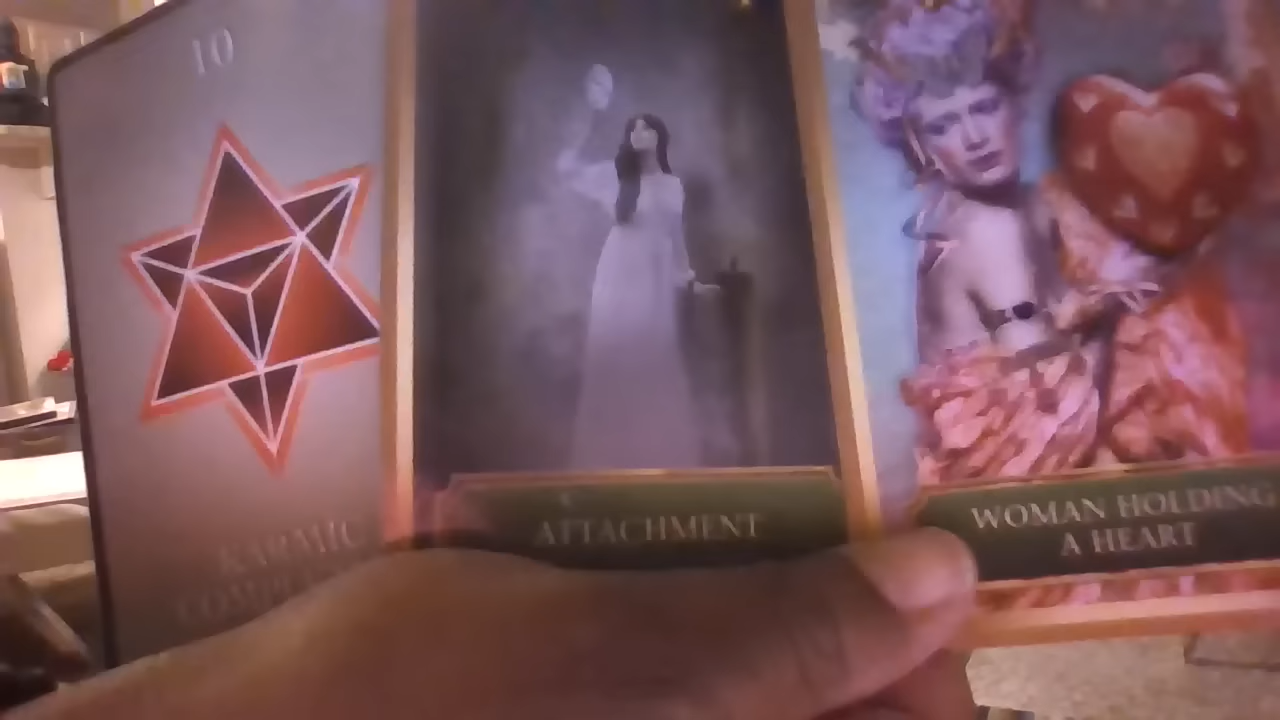 10
KARMIC
ATTACHMENT
WOMAN HOLDING
A HEART